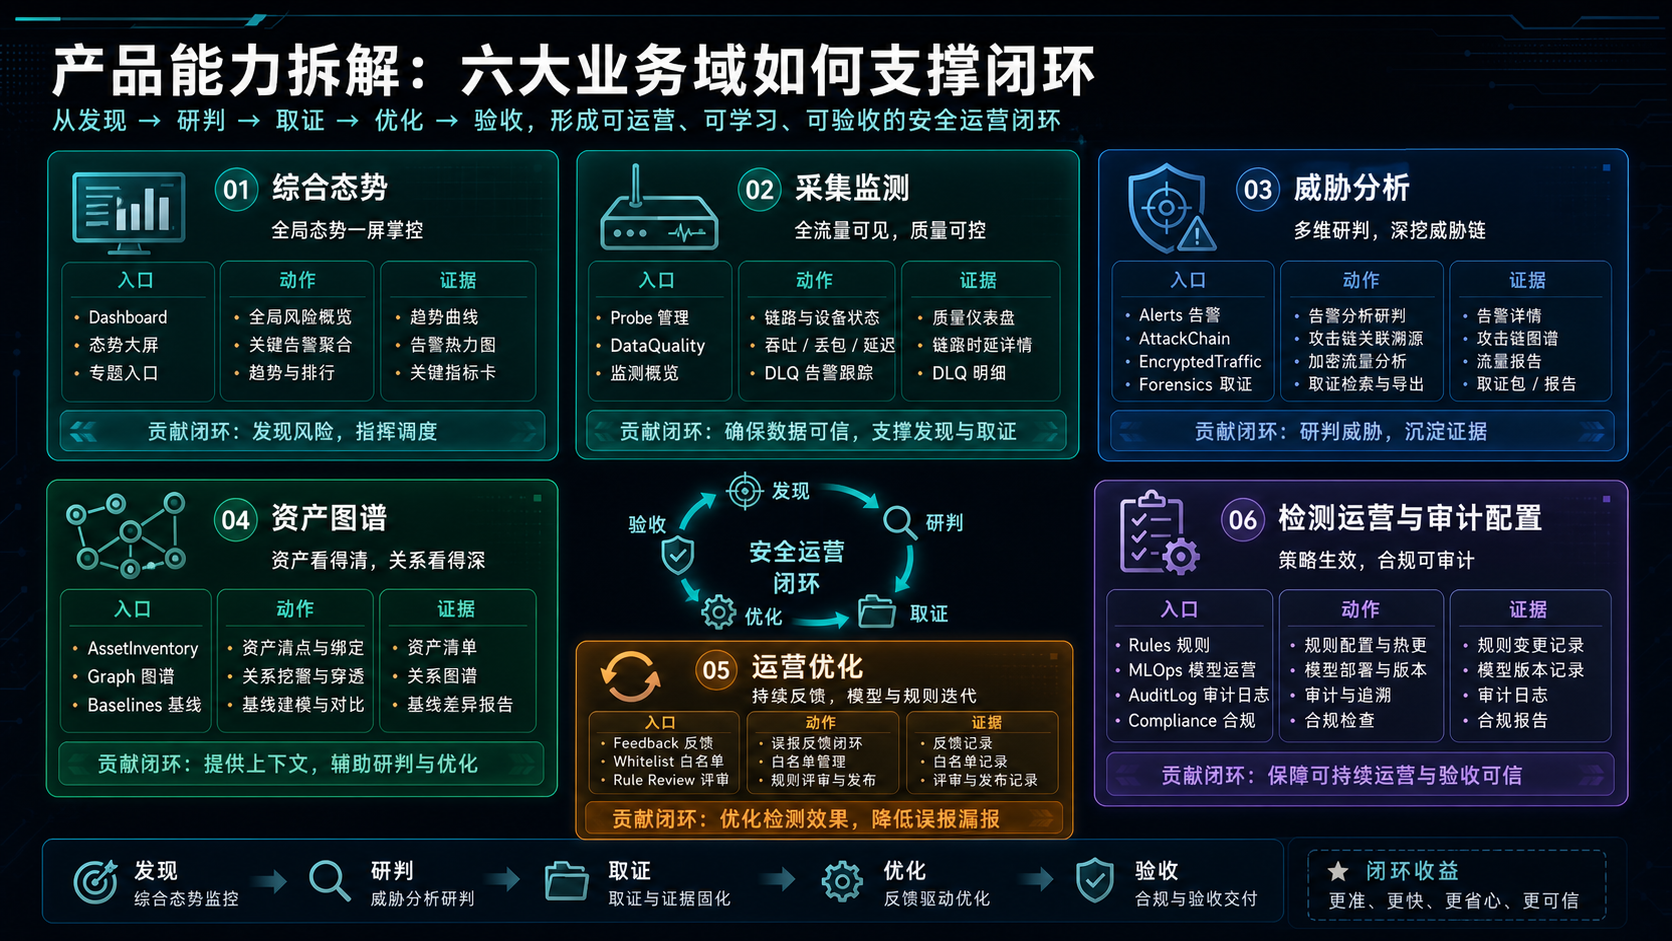 产品能力拆解：六大业务域如何支撑闭环
从发现 → 研判 → 取证 → 优化 → 验收，形成可运营、可学习、可验收的安全运营闭环
01 综合态势
全局态势一屏掌控
入口
• Dashboard
• 态势大屏
• 专题入口
动作
• 全局风险概览
• 关键告警聚合
• 趋势与排行
证据
• 趋势曲线
• 告警热力图
• 关键指标卡
贡献闭环：发现风险，指挥调度
02 采集监测
全流量可见，质量可控
入口
• Probe 管理
• DataQuality
• 监测概览
动作
• 链路与设备状态
• 吞吐 / 丢包 / 延迟
• DLQ 告警跟踪
证据
• 质量仪表盘
• 链路时延详情
• DLQ 明细
贡献闭环：确保数据可信，支撑发现与取证
03 威胁分析
多维研判，深挖威胁链
入口
• Alerts 告警
• AttackChain
• EncryptedTraffic
• Forensics 取证
动作
• 告警分析研判
• 攻击链关联溯源
• 加密流量分析
• 取证检索与导出
证据
• 告警详情
• 攻击链图谱
• 流量报告
• 取证包 / 报告
贡献闭环：研判威胁，沉淀证据
04 资产图谱
资产看得清，关系看得深
入口
• AssetInventory
• Graph 图谱
• Baselines 基线
动作
• 资产清点与绑定
• 关系挖掘与穿透
• 基线建模与对比
证据
• 资产清单
• 关系图谱
• 基线差异报告
贡献闭环：提供上下文，辅助研判与优化
发现
研判
取证
优化
验收
安全运营
闭环
05 运营优化
持续反馈，模型与规则迭代
入口
• Feedback 反馈
• Whitelist 白名单
• Rule Review 评审
动作
• 误报反馈闭环
• 白名单管理
• 规则评审与发布
证据
• 反馈记录
• 白名单记录
• 评审与发布记录
贡献闭环：优化检测效果，降低误报漏报
06 检测运营与审计配置
策略生效，合规可审计
入口
• Rules 规则
• MLOps 模型运营
• AuditLog 审计日志
• Compliance 合规
动作
• 规则配置与热更
• 模型部署与版本
• 审计与追溯
• 合规检查
证据
• 规则变更记录
• 模型版本记录
• 审计日志
• 合规报告
贡献闭环：保障可持续运营与验收可信
发现
综合态势监控
研判
威胁分析研判
取证
取证与证据固化
优化
反馈驱动优化
验收
合规与验收交付
★ 闭环收益
更准、更快、更省心、更可信